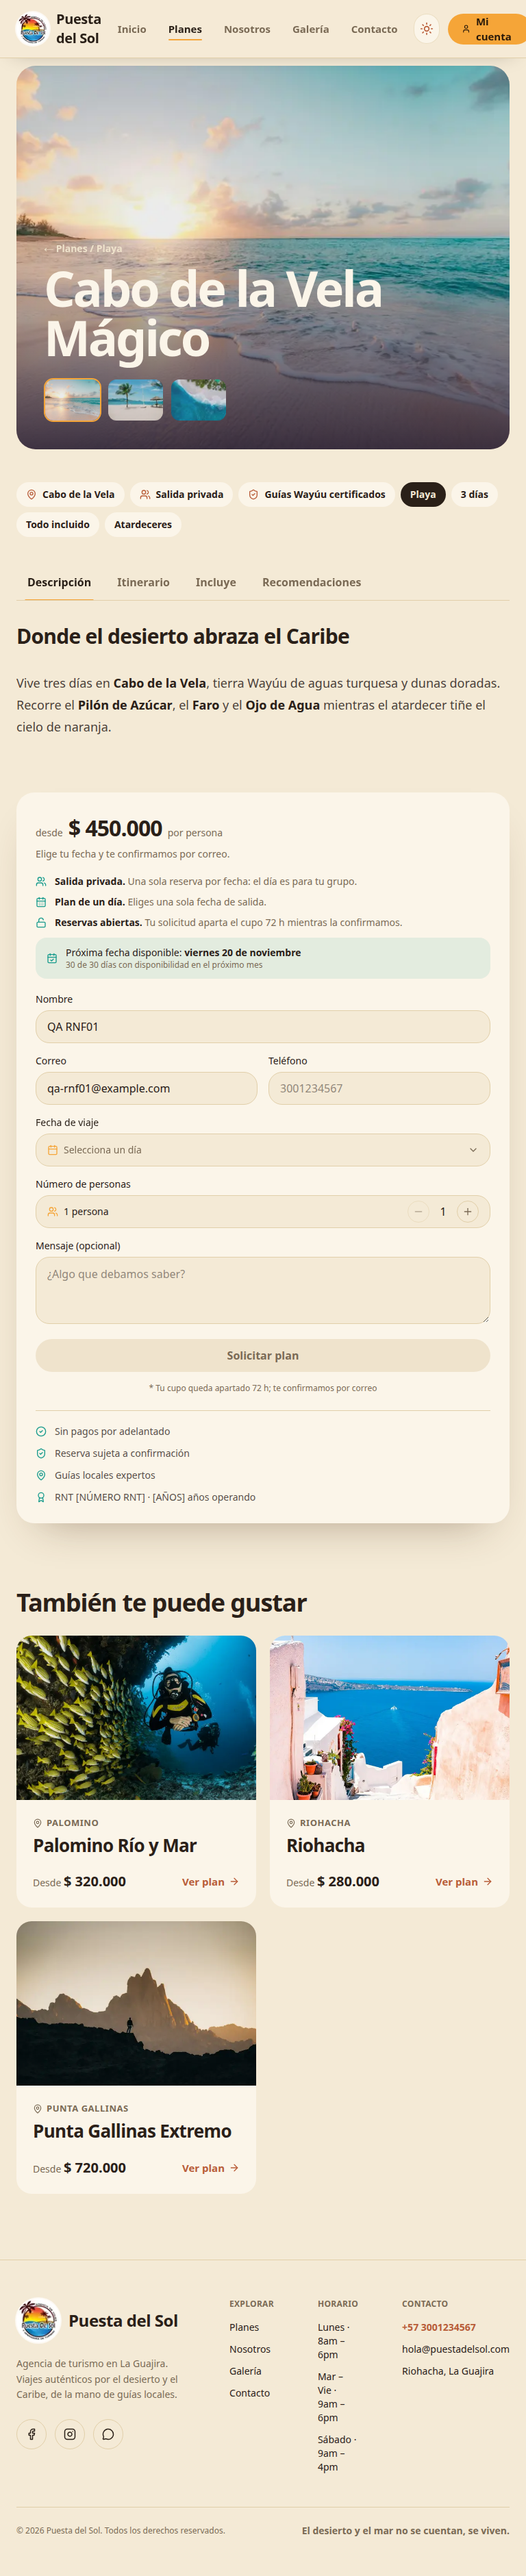 Puesta
del Sol
Inicio
Planes
Nosotros
Galería
Contacto
Mi
cuenta
← Planes / Playa
Cabo de la Vela
Mágico
Cabo de la Vela
Salida privada
Guías Wayúu certificados
Playa
3 días
Todo incluido
Atardeceres
Descripción
Itinerario
Incluye
Recomendaciones
Donde el desierto abraza el Caribe
Vive tres días en Cabo de la Vela, tierra Wayúu de aguas turquesa y dunas doradas.
Recorre el Pilón de Azúcar, el Faro y el Ojo de Agua mientras el atardecer tiñe el
cielo de naranja.
desde $ 450.000 por persona
Elige tu fecha y te confirmamos por correo.
Salida privada. Una sola reserva por fecha: el día es para tu grupo.
Plan de un día. Eliges una sola fecha de salida.
Reservas abiertas. Tu solicitud aparta el cupo 72 h mientras la confirmamos.
Próxima fecha disponible: viernes 20 de noviembre
30 de 30 días con disponibilidad en el próximo mes
Nombre
QA RNF01
Correo
Teléfono
qa-rnf01@example.com
3001234567
Fecha de viaje
Selecciona un día
Número de personas
1 persona
1
Mensaje (opcional)
¿Algo que debamos saber?
Solicitar plan
* Tu cupo queda apartado 72 h; te confirmamos por correo
Sin pagos por adelantado
Reserva sujeta a confirmación
Guías locales expertos
RNT [NÚMERO RNT] · [AÑOS] años operando
También te puede gustar
PALOMINO
Palomino Río y Mar
Desde $ 320.000
Ver plan →
RIOHACHA
Riohacha
Desde $ 280.000
Ver plan →
PUNTA GALLINAS
Punta Gallinas Extremo
Desde $ 720.000
Ver plan →
Puesta del Sol
Agencia de turismo en La Guajira.
Viajes auténticos por el desierto y el
Caribe, de la mano de guías locales.
EXPLORAR
Planes
Nosotros
Galería
Contacto
HORARIO
Lunes ·
8am –
6pm
Mar –
Vie ·
9am –
6pm
Sábado ·
9am –
4pm
CONTACTO
+57 3001234567
hola@puestadelsol.com
Riohacha, La Guajira
© 2026 Puesta del Sol. Todos los derechos reservados.
El desierto y el mar no se cuentan, se viven.